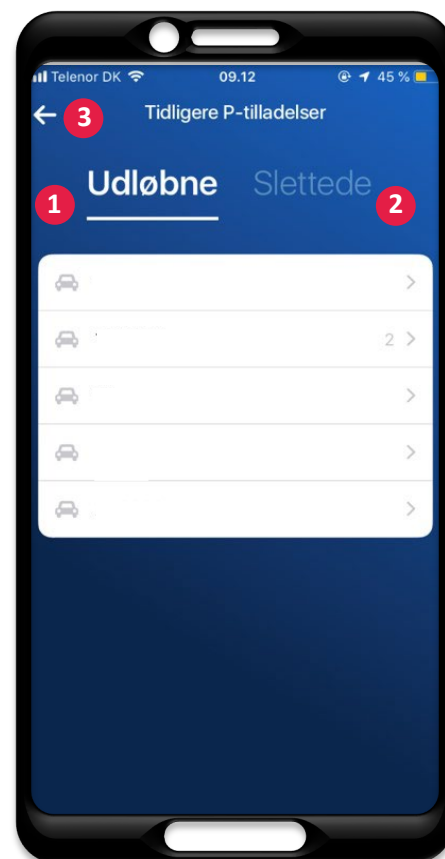 Telenor DK 09.12 45 %
3 Tidligere P-tilladelser
1 Udløbne Slettede 2
2